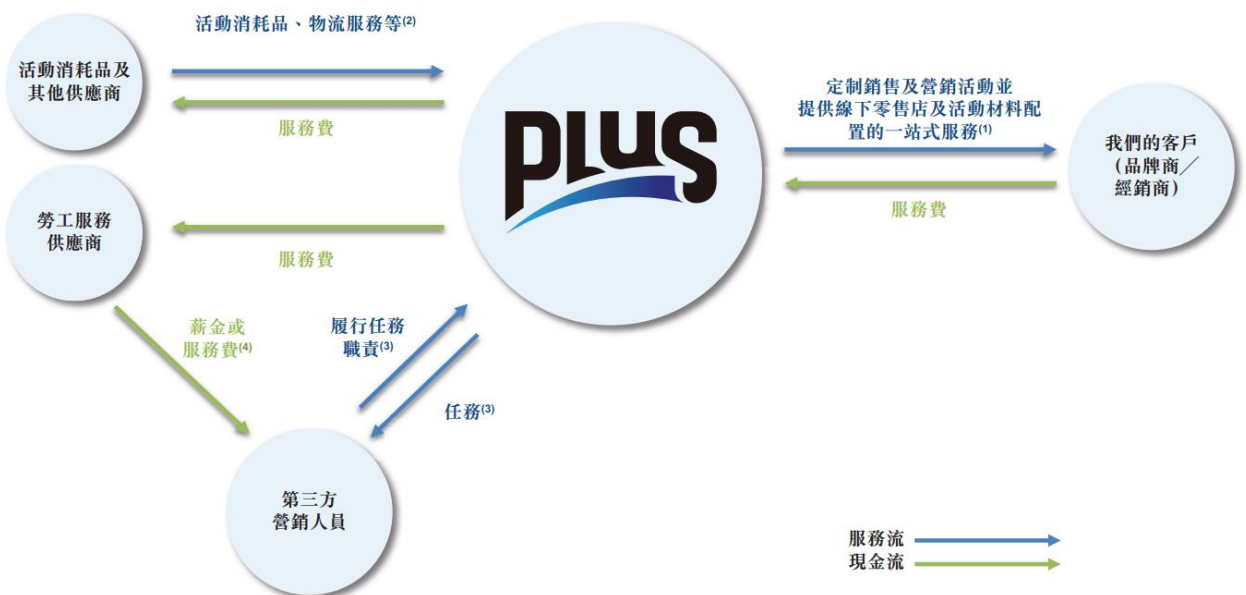 活動消耗品、物流服務等(2)
活動消耗品及
其他供應商
服務費
PLUS
定制銷售及營銷活動並
提供線下零售店及活動材料配
置的一站式服務(1)
服務費
我們的客戶
(品牌商／
經銷商)
勞工服務
供應商
服務費
薪金或
服務費(4)
履行任務
職責(3)
任務(3)
第三方
營銷人員
服務流
現金流